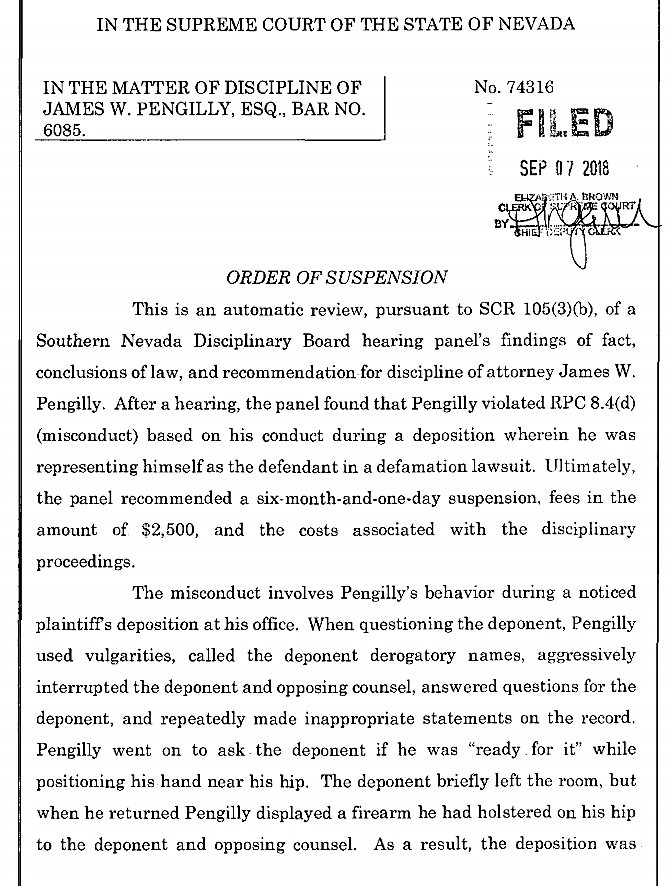 IN THE SUPREME COURT OF THE STATE OF NEVADA
IN THE MATTER OF DISCIPLINE OF
JAMES W. PENGILLY, ESQ., BAR NO.
6085.
No. 74316
FILED
SEP 07 2018
ELIZABETH A. BROWN
CLERK OF SUPREME COURT
BY
CHIEF DEPUTY CLERK
ORDER OF SUSPENSION
This is an automatic review, pursuant to SCR 105(3)(b), of a
Southern Nevada Disciplinary Board hearing panel's findings of fact,
conclusions of law, and recommendation for discipline of attorney James W.
Pengilly. After a hearing, the panel found that Pengilly violated RPC 8.4(d)
(misconduct) based on his conduct during a deposition wherein he was
representing himself as the defendant in a defamation lawsuit. Ultimately,
the panel recommended a six-month-and-one-day suspension, fees in the
amount of $2,500, and the costs associated with the disciplinary
proceedings.
The misconduct involves Pengilly's behavior during a noticed
plaintiff's deposition at his office. When questioning the deponent, Pengilly
used vulgarities, called the deponent derogatory names, aggressively
interrupted the deponent and opposing counsel, answered questions for the
deponent, and repeatedly made inappropriate statements on the record.
Pengilly went on to ask the deponent if he was "ready for it" while
positioning his hand near his hip. The deponent briefly left the room, but
when he returned Pengilly displayed a firearm he had holstered on his hip
to the deponent and opposing counsel. As a result, the deposition was